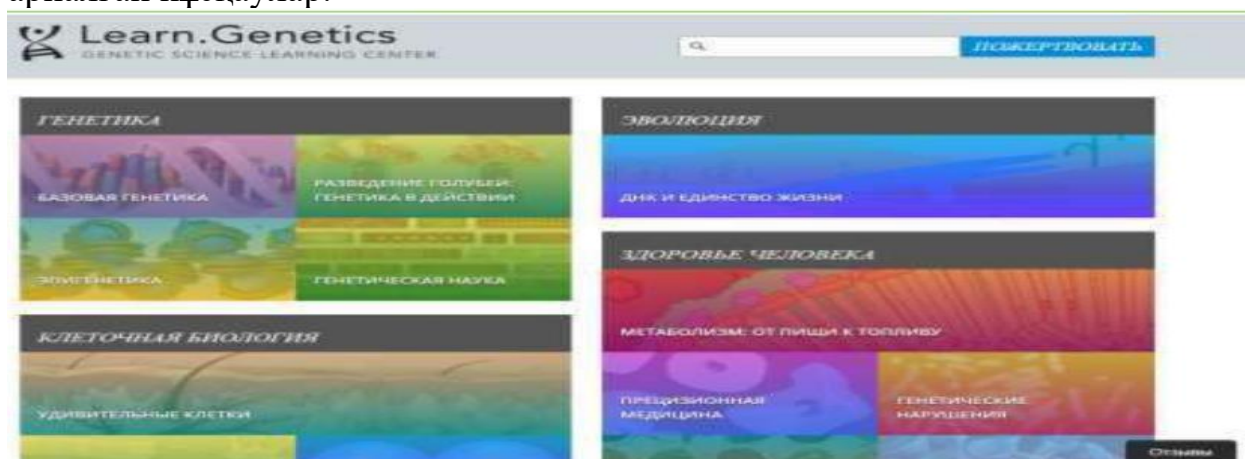 Learn.Genetics
GENETIC SCIENCE LEARNING CENTER
ПОЖЕРТВОВАТЬ
ГЕНЕТИКА
БАЗОВАЯ ГЕНЕТИКА
РАЗВЕДЕНИЕ ГОЛУБЕЙ:
ГЕНЕТИКА В ДЕЙСТВИИ
ЭПИГЕНЕТИКА
ГЕНЕТИЧЕСКАЯ НАУКА
КЛЕТОЧНАЯ БИОЛОГИЯ
УДИВИТЕЛЬНЫЕ КЛЕТКИ
ЭВОЛЮЦИЯ
ДНК И ЕДИНСТВО ЖИЗНИ
ЗДОРОВЬЕ ЧЕЛОВЕКА
МЕТАБОЛИЗМ: ОТ ПИЩИ К ТОПЛИВУ
ПРЕЦИЗИОННАЯ
МЕДИЦИНА
ГЕНЕТИЧЕСКИЕ
НАРУШЕНИЯ
Отзывы